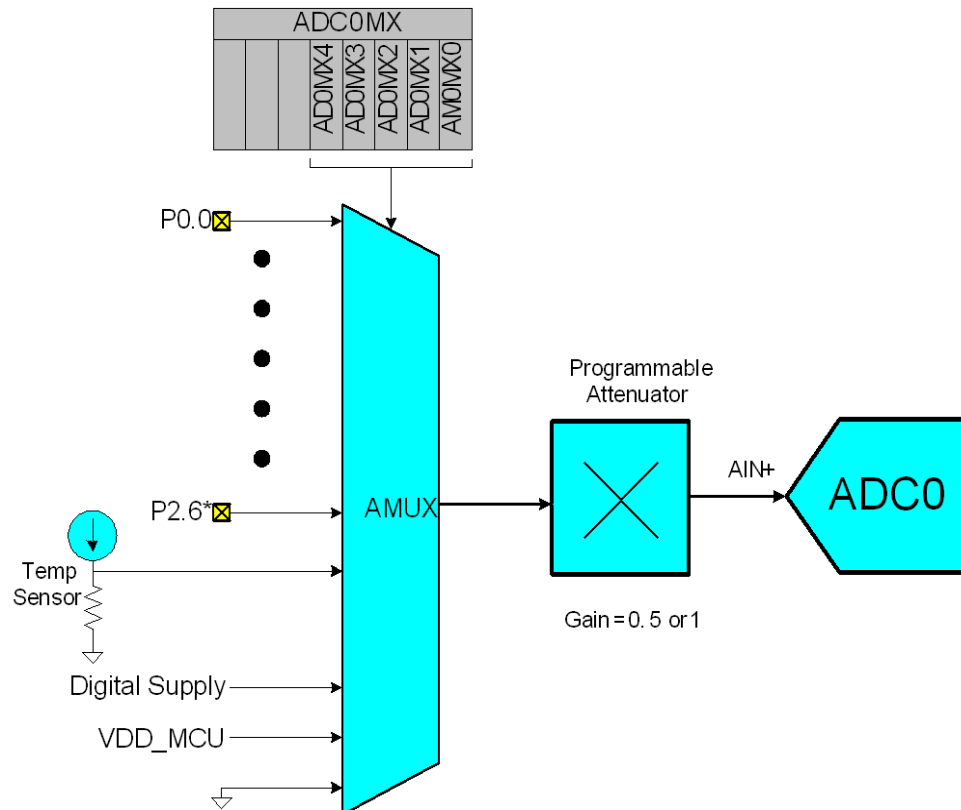 ADC0MX
AD0MX4
AD0MX3
AD0MX2
AD0MX1
AM0MX0
P0.0
Programmable
Attenuator
P2.6*
AMUX
AIN+
ADC0
Temp
Sensor
Gain = 0. 5 or 1
Digital Supply
VDD_MCU